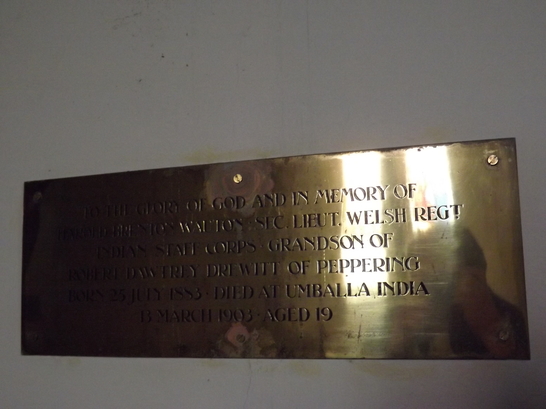 TO THE GLORY OF GOD AND IN MEMORY OF
WALTON · SEC. LIEUT. WELSH REGT
INDIAN STAFF CORPS · GRANDSON OF
ROBERT DAWTREY DREWITT OF PEPPERING
BORN 25 JULY 1883 · DIED AT UMBALLA INDIA
13 MARCH 1903 · AGED 19